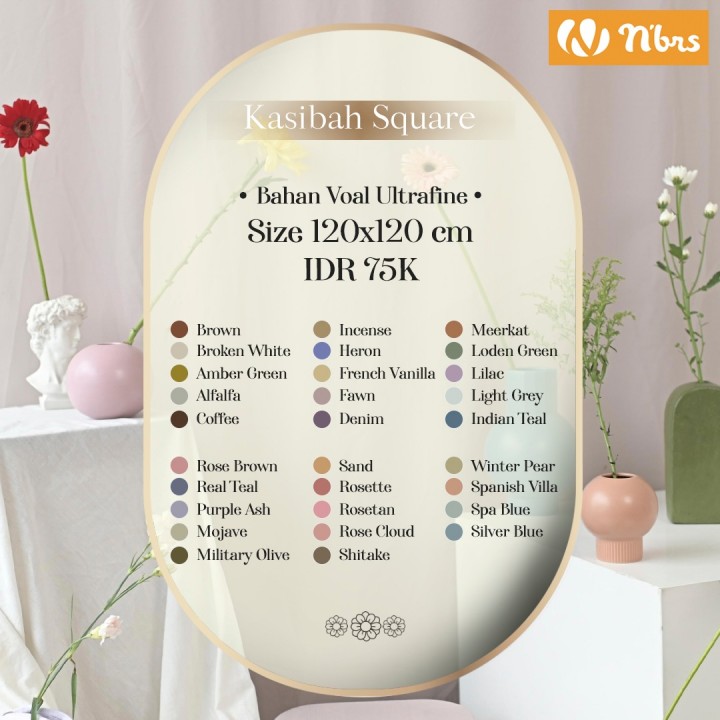 N'brs
Kasibah Square
• Bahan Voal Ultrafine •
Size 120x120 cm
IDR 75K
Brown
Broken White
Amber Green
Alfalfa
Coffee
Incense
Heron
French Vanilla
Fawn
Denim
Meerkat
Loden Green
Lilac
Light Grey
Indian Teal
Rose Brown
Real Teal
Purple Ash
Mojave
Military Olive
Sand
Rosette
Rosetan
Rose Cloud
Shitake
Winter Pear
Spanish Villa
Spa Blue
Silver Blue